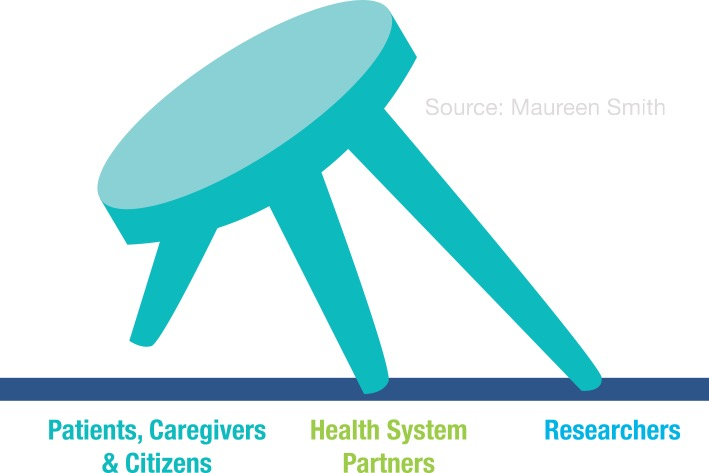 Source: Maureen Smith
Patients, Caregivers
& Citizens
Health System
Partners
Researchers